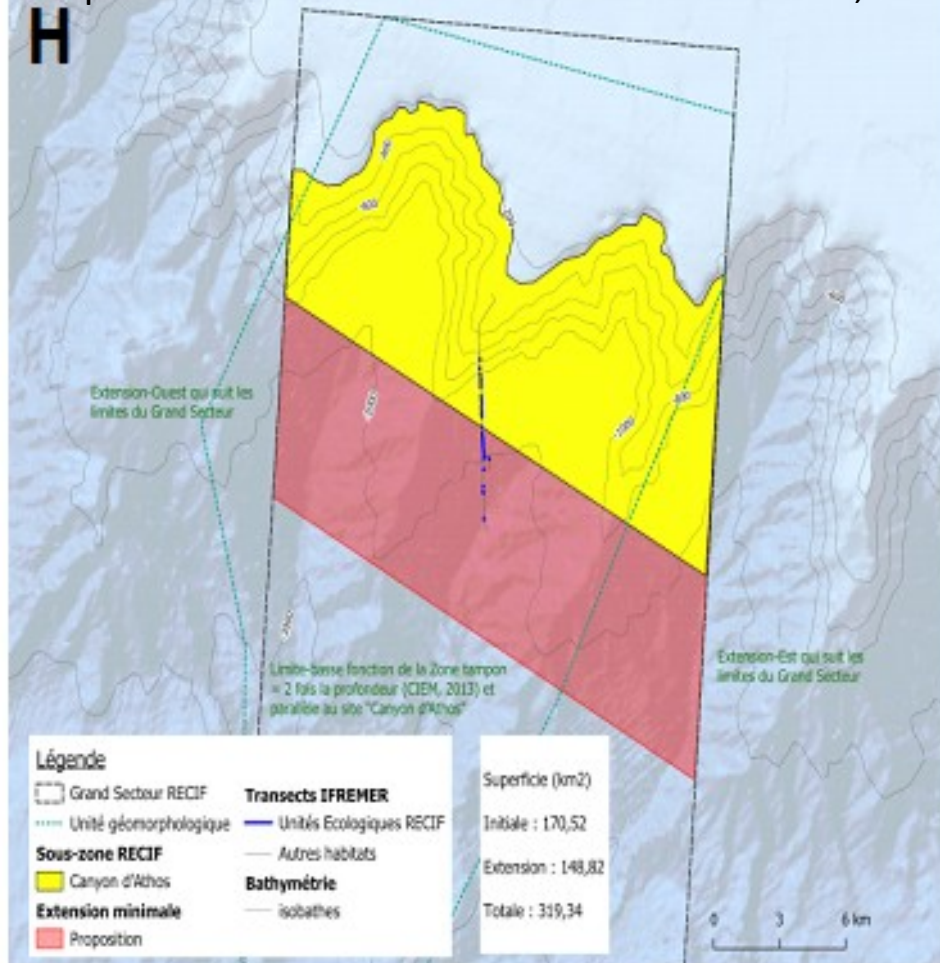 H
Extension-Ouest qui suit les
limites du Grand Secteur
Limite-basse fonction de la Zone tampon
= 2 fois la profondeur (CIEM, 2013) et
parallèle au site "Canyon d'Athos"
Extension-Est qui suit les
limites du Grand Secteur
-1000
Légende
Grand Secteur RECIF
Unité géomorphologique
Sous-zone RECIF
Canyon d'Athos
Extension minimale
Proposition
Transects IFREMER
Unités Ecologiques RECIF
Autres habitats
Bathymétrie
isobathes
Superficie (km2)
Initiale : 170,52
Extension : 148,82
Totale : 319,34
0 3 6 km